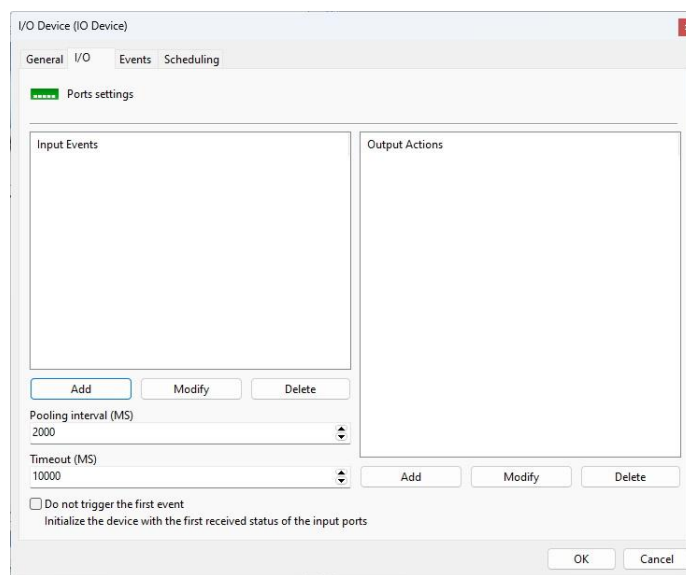 I/O Device (IO Device)
General I/O Events Scheduling
Ports settings
Input Events
Output Actions
Add Modify Delete
Pooling interval (MS)
2000
Timeout (MS)
10000
Add Modify Delete
Do not trigger the first event
Initialize the device with the first received status of the input ports
OK Cancel